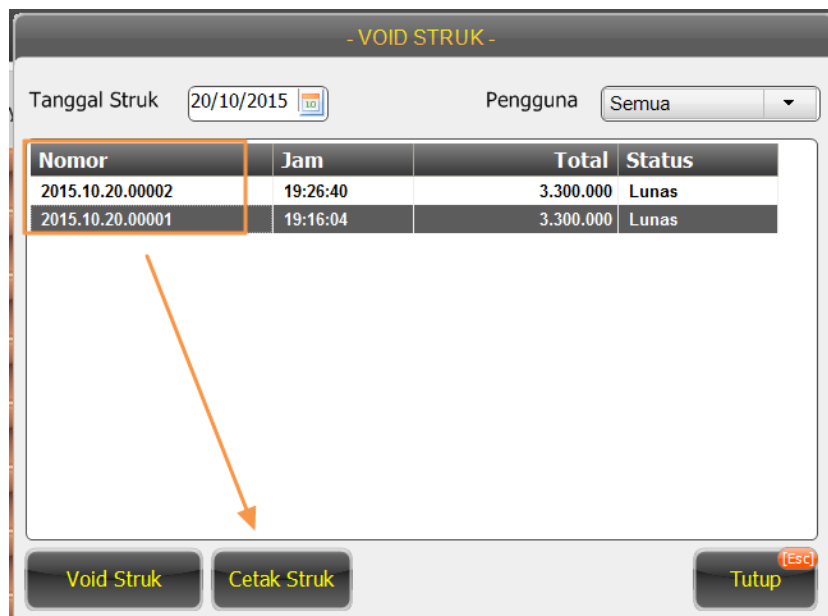 - VOID STRUK -
Tanggal Struk 20/10/2015 10 Pengguna Semua
Nomor Jam Total Status
2015.10.20.00002 19:26:40 3.300.000 Lunas
2015.10.20.00001 19:16:04 3.300.000 Lunas
[Esc]
Void Struk Cetak Struk Tutup